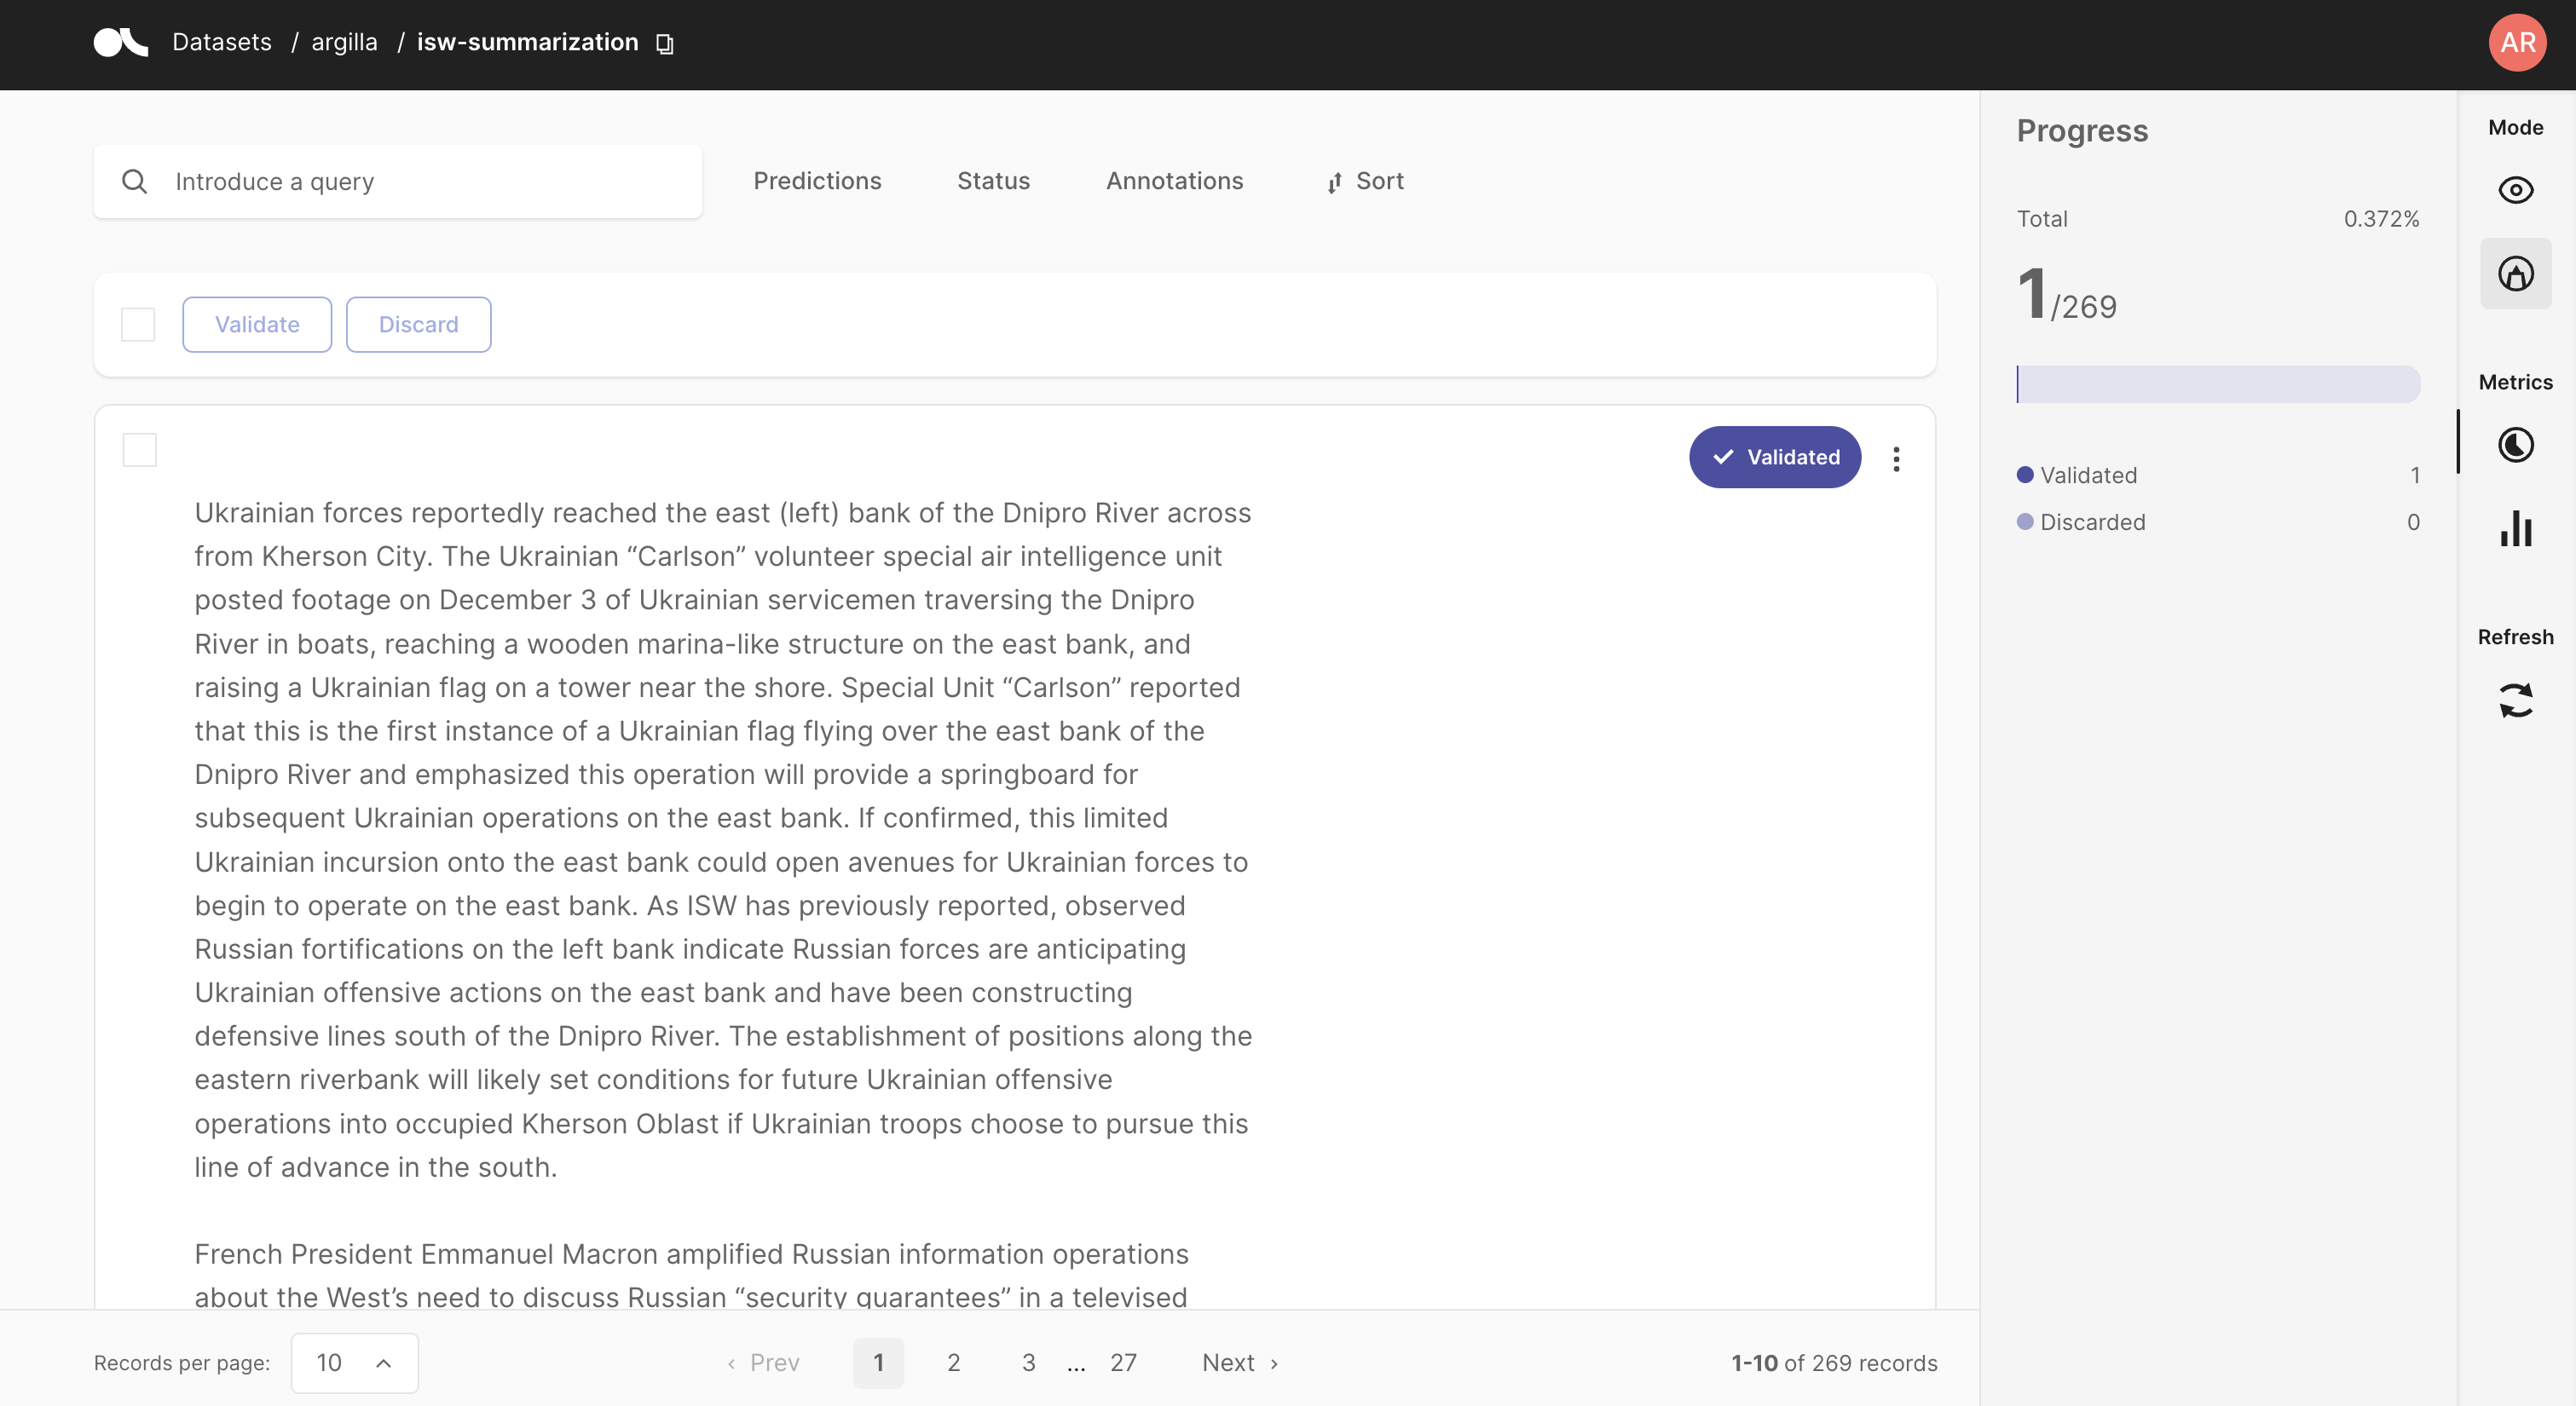 Datasets / argilla / isw-summarization
AR
Introduce a query
Predictions
Status
Annotations
Sort
Validate
Discard
Validated
Ukrainian forces reportedly reached the east (left) bank of the Dnipro River across
from Kherson City. The Ukrainian “Carlson” volunteer special air intelligence unit
posted footage on December 3 of Ukrainian servicemen traversing the Dnipro
River in boats, reaching a wooden marina-like structure on the east bank, and
raising a Ukrainian flag on a tower near the shore. Special Unit “Carlson” reported
that this is the first instance of a Ukrainian flag flying over the east bank of the
Dnipro River and emphasized this operation will provide a springboard for
subsequent Ukrainian operations on the east bank. If confirmed, this limited
Ukrainian incursion onto the east bank could open avenues for Ukrainian forces to
begin to operate on the east bank. As ISW has previously reported, observed
Russian fortifications on the left bank indicate Russian forces are anticipating
Ukrainian offensive actions on the east bank and have been constructing
defensive lines south of the Dnipro River. The establishment of positions along the
eastern riverbank will likely set conditions for future Ukrainian offensive
operations into occupied Kherson Oblast if Ukrainian troops choose to pursue this
line of advance in the south.
French President Emmanuel Macron amplified Russian information operations
about the West’s need to discuss Russian “security guarantees” in a televised
Records per page:
10
‹ Prev
1
2
3
...
27
Next ›
1-10 of 269 records
Progress
Total
0.372%
1/269
Validated
1
Discarded
0
Mode
Metrics
Refresh